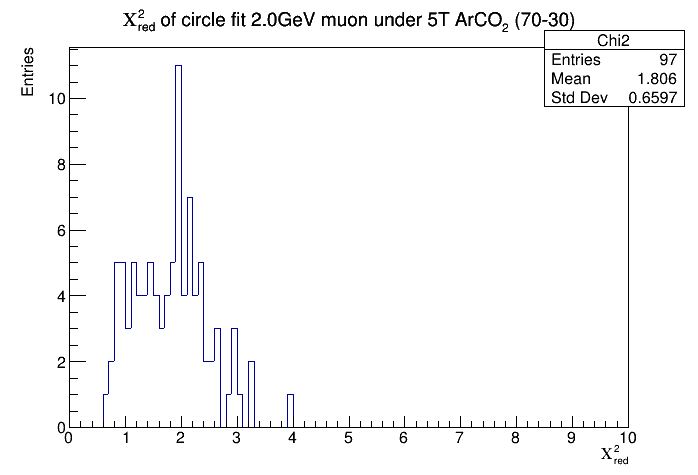 χ²red of circle fit 2.0GeV muon under 5T ArCO₂ (70-30)
Chi2
Entries 97
Mean 1.806
Std Dev 0.6597
Entries
10
8
6
4
2
0
0 1 2 3 4 5 6 7 8 9 10
χ²red